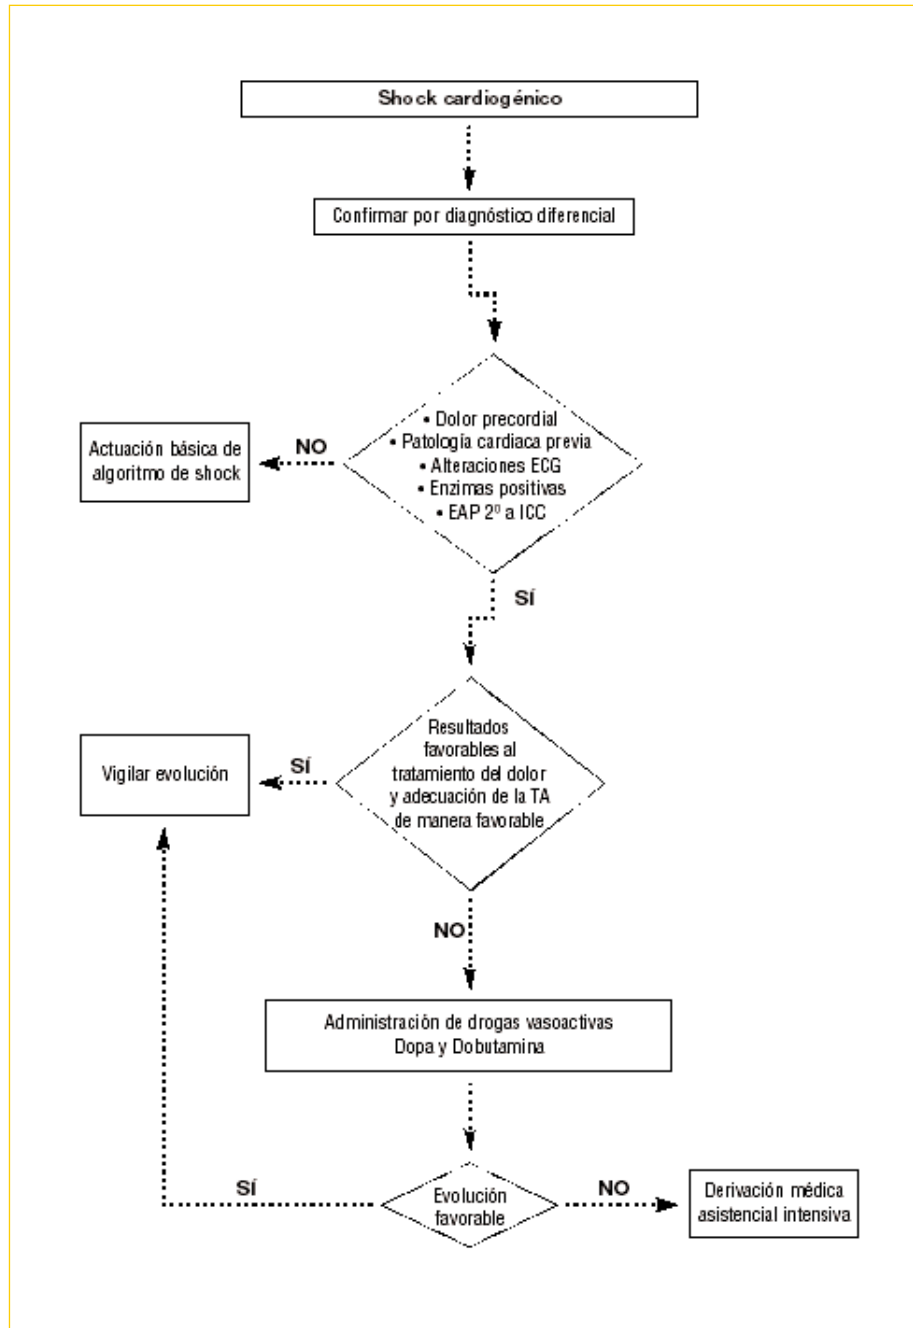 Shock cardiogénico
Confirmar por diagnóstico diferencial
• Dolor precordial
• Patología cardiaca previa
• Alteraciones ECG
• Enzimas positivas
• EAP 2º a ICC
NO
Actuación básica de
algoritmo de shock
SÍ
Resultados
favorables al
tratamiento del dolor
y adecuación de la TA
de manera favorable
SÍ
Vigilar evolución
NO
Administración de drogas vasoactivas
Dopa y Dobutamina
Evolución
favorable
SÍ
NO
Derivación médica
asistencial intensiva